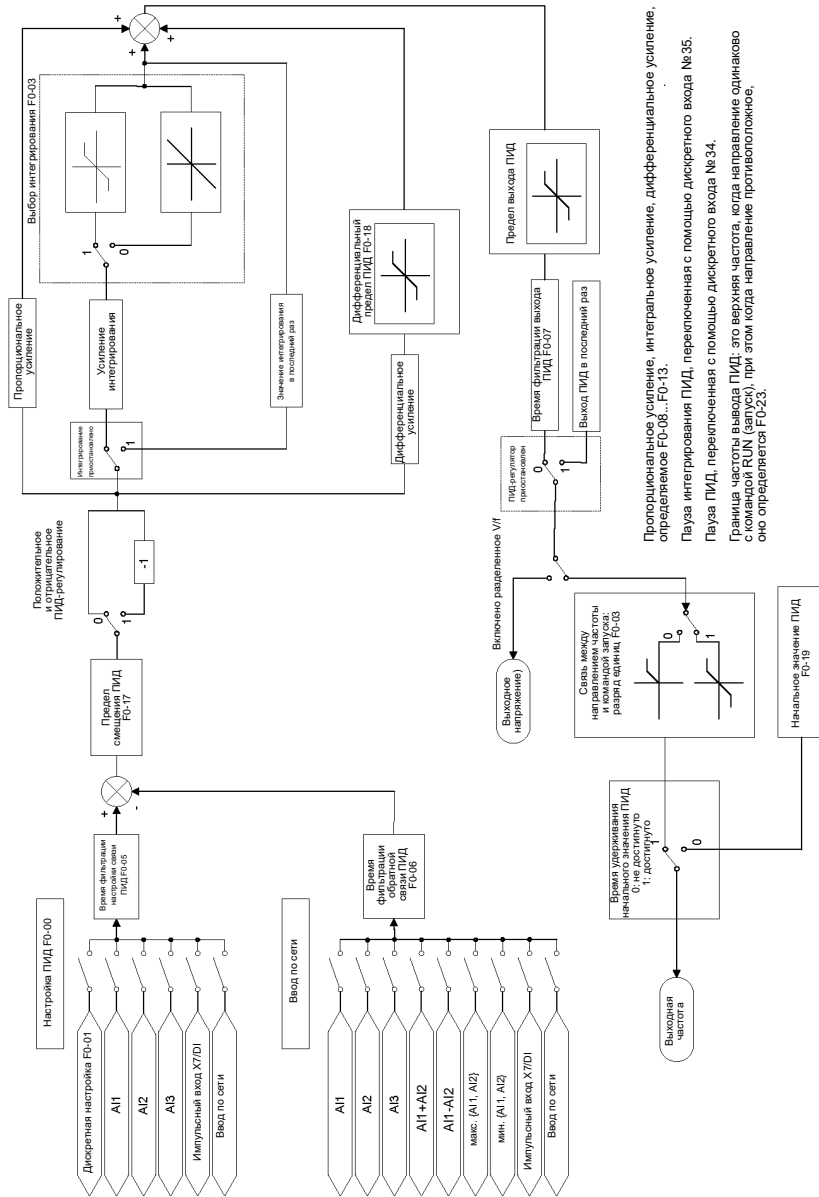 Настройка ПИД F0-00
Дискретная настройка F0-01
AI1
AI2
AI3
Импульсный вход X7/DI
Ввод по сети
Время фильтрации
настройки связи
ПИД F0-05
+
-
Ввод по сети
AI1
AI2
AI3
AI1+AI2
AI1-AI2
макс. {AI1, AI2}
мин. {AI1, AI2}
Импульсный вход X7/DI
Ввод по сети
Время
фильтрации
обратной
связи ПИД
F0-06
Предел
смещения ПИД
F0-17
Положительное
и отрицательное
ПИД-регулирование
0
1
-1
Пропорциональное
усиление
Интегрирование
приостановлено
1
Усиление
интегрирования
Выбор интегрирования F0-03
1
0
Значение интегрирования
в последний раз
Дифференциальное
усиление
Дифференциальный
предел ПИД F0-18
+
+
+
Предел выхода ПИД
Время фильтрации выхода
ПИД F0-07
Выход ПИД в последний раз
ПИД-регулятор
приостановлен
0
1
Включено разделенное V/f
Выходное
напряжение)
Связь между
направлением частоты
и командой запуска:
разряд единиц F0-03
0
1
Начальное значение ПИД
F0-19
Время удерживания
начального значения ПИД
0: не достигнуто
1: достигнуто
1
0
Выходная
частота
Пропорциональное усиление, интегральное усиление, дифференциальное усиление,
определяемое F0-08...F0-13.
Пауза интегрирования ПИД, переключенная с помощью дискретного входа №35.
Пауза ПИД, переключенная с помощью дискретного входа №34.
Граница частоты вывода ПИД: это верхняя частота, когда направление одинаково
с командой RUN (запуск), при этом когда направление противоположное,
оно определяется F0-23.